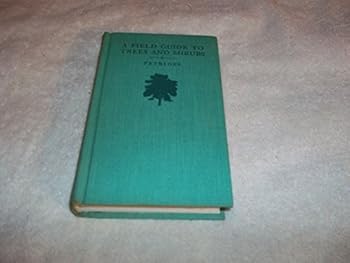 A FIELD GUIDE TO
TREES AND SHRUBS
PETRIDES